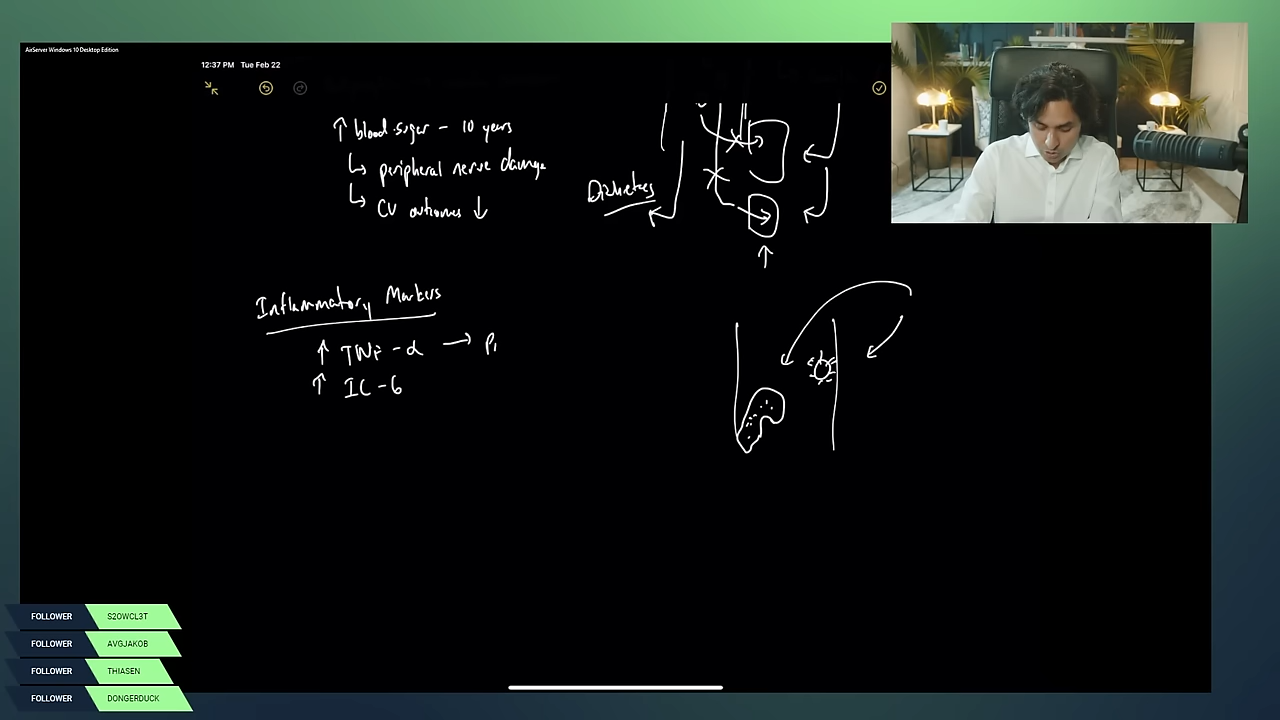 AirServer Windows 10 Desktop Edition
12:37 PM Tue Feb 22
↑ blood sugar - 10 years
↳ peripheral nerve damage
↳ CV outcomes ↓
Diabetes
Inflammatory Markers
↑ TNF-α → Pr
↑ IL-6
FOLLOWER S2OWCL3T
FOLLOWER AVGJAKOB
FOLLOWER THIASEN
FOLLOWER DONGERDUCK